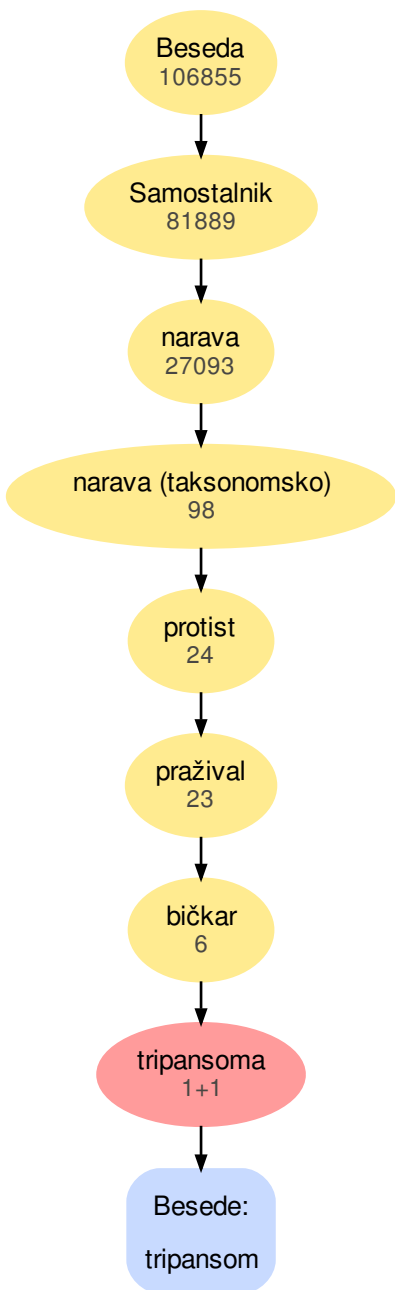 Beseda
106855
Samostalnik
81889
narava
27093
narava (taksonomsko)
98
protist
24
pražival
23
bičkar
6
tripansoma
1+1
Besede:
tripansom